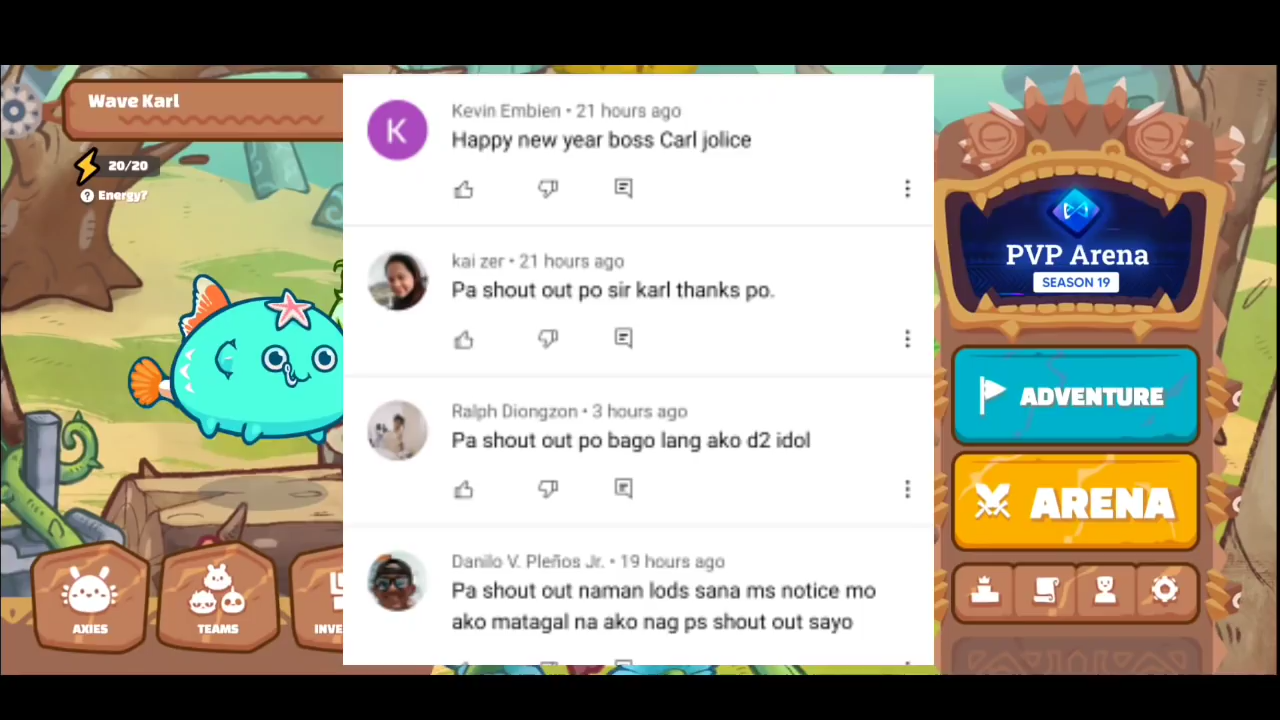 Wave Karl
20/20
? Energy?
AXIES
TEAMS
INVE
K
Kevin Embien • 21 hours ago
Happy new year boss Carl jolice
kai zer • 21 hours ago
Pa shout out po sir karl thanks po.
Ralph Diongzon • 3 hours ago
Pa shout out po bago lang ako d2 idol
Danilo V. Pleños Jr. • 19 hours ago
Pa shout out naman lods sana ms notice mo
ako matagal na ako nag ps shout out sayo
PVP Arena
SEASON 19
ADVENTURE
ARENA